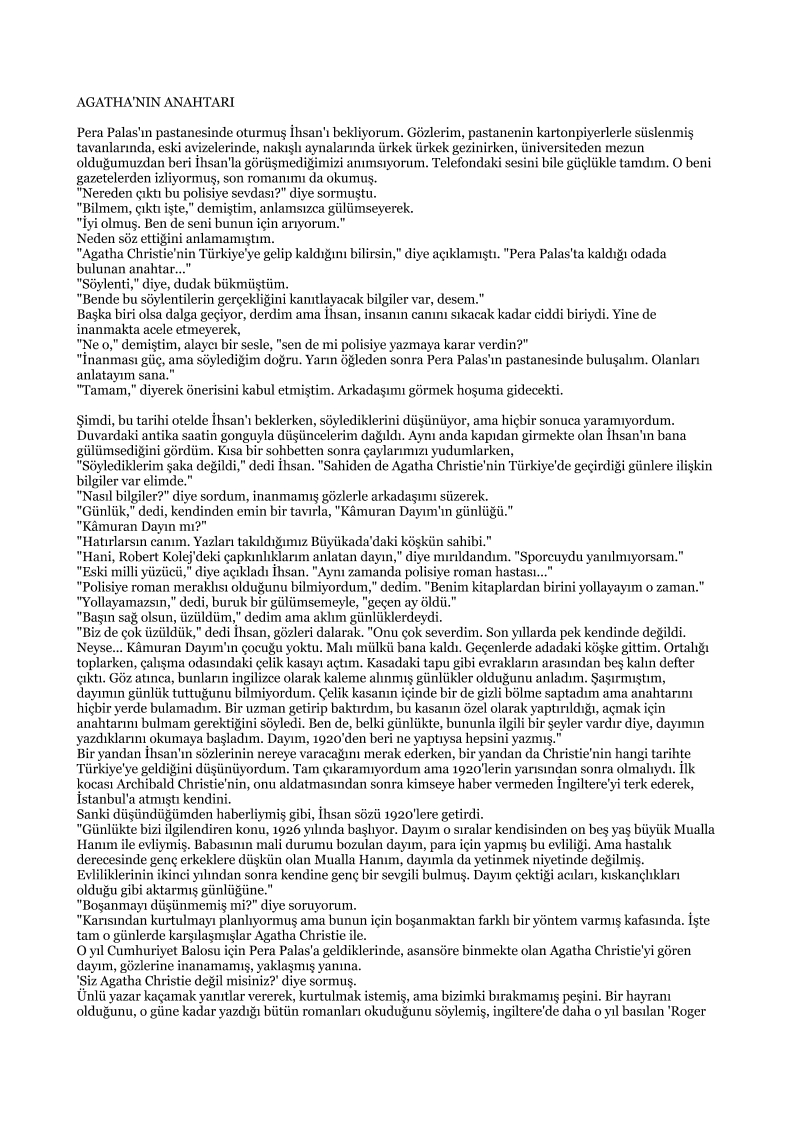 AGATHA'NIN ANAHTARI
Pera Palas'ın pastanesinde oturmuş İhsan'ı bekliyorum. Gözlerim, pastanenin kartonpiyerlerle süslenmiş
tavanlarında, eski avizelerinde, nakışlı aynalarında ürkek ürkek gezinirken, üniversiteden mezun
olduğumuzdan beri İhsan'la görüşmediğimizi anımsıyorum. Telefondaki sesini bile güçlükle tamdım. O beni
gazetelerden izliyormuş, son romanımı da okumuş.
"Nereden çıktı bu polisiye sevdası?" diye sormuştu.
"Bilmem, çıktı işte," demiştim, anlamsızca gülümseyerek.
"İyi olmuş. Ben de seni bunun için arıyorum."
Neden söz ettiğini anlamamıştım.
"Agatha Christie'nin Türkiye'ye gelip kaldığını bilirsin," diye açıklamıştı. "Pera Palas'ta kaldığı odada
bulunan anahtar..."
"Söylenti," diye, dudak bükmüştüm.
"Bende bu söylentilerin gerçekliğini kanıtlayacak bilgiler var, desem."
Başka biri olsa dalga geçiyor, derdim ama İhsan, insanın canını sıkacak kadar ciddi biriydi. Yine de
inanmakta acele etmeyerek,
"Ne o," demiştim, alaycı bir sesle, "sen de mi polisiye yazmaya karar verdin?"
"İnanması güç, ama söylediğim doğru. Yarın öğleden sonra Pera Palas'ın pastanesinde buluşalım. Olanları
anlatayım sana."
"Tamam," diyerek önerisini kabul etmiştim. Arkadaşımı görmek hoşuma gidecekti.
Şimdi, bu tarihi otelde İhsan'ı beklerken, söylediklerini düşünüyor, ama hiçbir sonuca yaramıyordum.
Duvardaki antika saatin gonguyla düşüncelerim dağıldı. Aynı anda kapıdan girmekte olan İhsan'ın bana
gülümsediğini gördüm. Kısa bir sohbetten sonra çaylarımızı yudumlarken,
"Söylediklerim şaka değildi," dedi İhsan. "Sahiden de Agatha Christie'nin Türkiye'de geçirdiği günlere ilişkin
bilgiler var elimde."
"Nasıl bilgiler?" diye sordum, inanmamış gözlerle arkadaşımı süzerek.
"Günlük," dedi, kendinden emin bir tavırla, "Kâmuran Dayım'ın günlüğü."
"Kâmuran Dayın mı?"
"Hatırlarsın canım. Yazları takıldığımız Büyükada'daki köşkün sahibi."
"Hani, Robert Kolej'deki çapkınlıklarım anlatan dayın," diye mırıldandım. "Sporcuydu yanılmıyorsam."
"Eski milli yüzücü," diye açıkladı İhsan. "Aynı zamanda polisiye roman hastası..."
"Polisiye roman meraklısı olduğunu bilmiyordum," dedim. "Benim kitaplardan birini yollayayım o zaman."
"Yollayamazsın," dedi, buruk bir gülümsemeyle, "geçen ay öldü."
"Başın sağ olsun, üzüldüm," dedim ama aklım günlüklerdeydi.
"Biz de çok üzüldük," dedi İhsan, gözleri dalarak. "Onu çok severdim. Son yıllarda pek kendinde değildi.
Neyse... Kâmuran Dayım'ın çocuğu yoktu. Malı mülkü bana kaldı. Geçenlerde adadaki köşke gittim. Ortalığı
toplarken, çalışma odasındaki çelik kasayı açtım. Kasadaki tapu gibi evrakların arasından beş kalın defter
çıktı. Göz atınca, bunların ingilizce olarak kaleme alınmış günlükler olduğunu anladım. Şaşırmıştım,
dayımın günlük tuttuğunu bilmiyordum. Çelik kasanın içinde bir de gizli bölme saptadım ama anahtarını
hiçbir yerde bulamadım. Bir uzman getirip baktırdım, bu kasanın özel olarak yaptırıldığı, açmak için
anahtarını bulmam gerektiğini söyledi. Ben de, belki günlükte, bununla ilgili bir şeyler vardır diye, dayımın
yazdıklarını okumaya başladım. Dayım, 1920'den beri ne yaptıysa hepsini yazmış."
Bir yandan İhsan'ın sözlerinin nereye varacağını merak ederken, bir yandan da Christie'nin hangi tarihte
Türkiye'ye geldiğini düşünüyordum. Tam çıkaramıyordum ama 1920'lerin yarısından sonra olmalıydı. İlk
kocası Archibald Christie'nin, onu aldatmasından sonra kimseye haber vermeden İngiltere'yi terk ederek,
İstanbul'a atmıştı kendini.
Sanki düşündüğümden haberliymiş gibi, İhsan sözü 1920'lere getirdi.
"Günlükte bizi ilgilendiren konu, 1926 yılında başlıyor. Dayım o sıralar kendisinden on beş yaş büyük Mualla
Hanım ile evliymiş. Babasının mali durumu bozulan dayım, para için yapmış bu evliliği. Ama hastalık
derecesinde genç erkeklere düşkün olan Mualla Hanım, dayımla da yetinmek niyetinde değilmiş.
Evliliklerinin ikinci yılından sonra kendine genç bir sevgili bulmuş. Dayım çektiği acıları, kıskançlıkları
olduğu gibi aktarmış günlüğüne."
"Boşanmayı düşünmemiş mi?" diye soruyorum.
"Karısından kurtulmayı planlıyormuş ama bunun için boşanmaktan farklı bir yöntem varmış kafasında. İşte
tam o günlerde karşılaşmışlar Agatha Christie ile.
O yıl Cumhuriyet Balosu için Pera Palas'a geldiklerinde, asansöre binmekte olan Agatha Christie'yi gören
dayım, gözlerine inanamamış, yaklaşmış yanına.
'Siz Agatha Christie değil misiniz?' diye sormuş.
Ünlü yazar kaçamak yanıtlar vererek, kurtulmak istemiş, ama bizimki bırakmamış peşini. Bir hayranı
olduğunu, o güne kadar yazdığı bütün romanları okuduğunu söylemiş, ingiltere'de daha o yıl basılan 'Roger